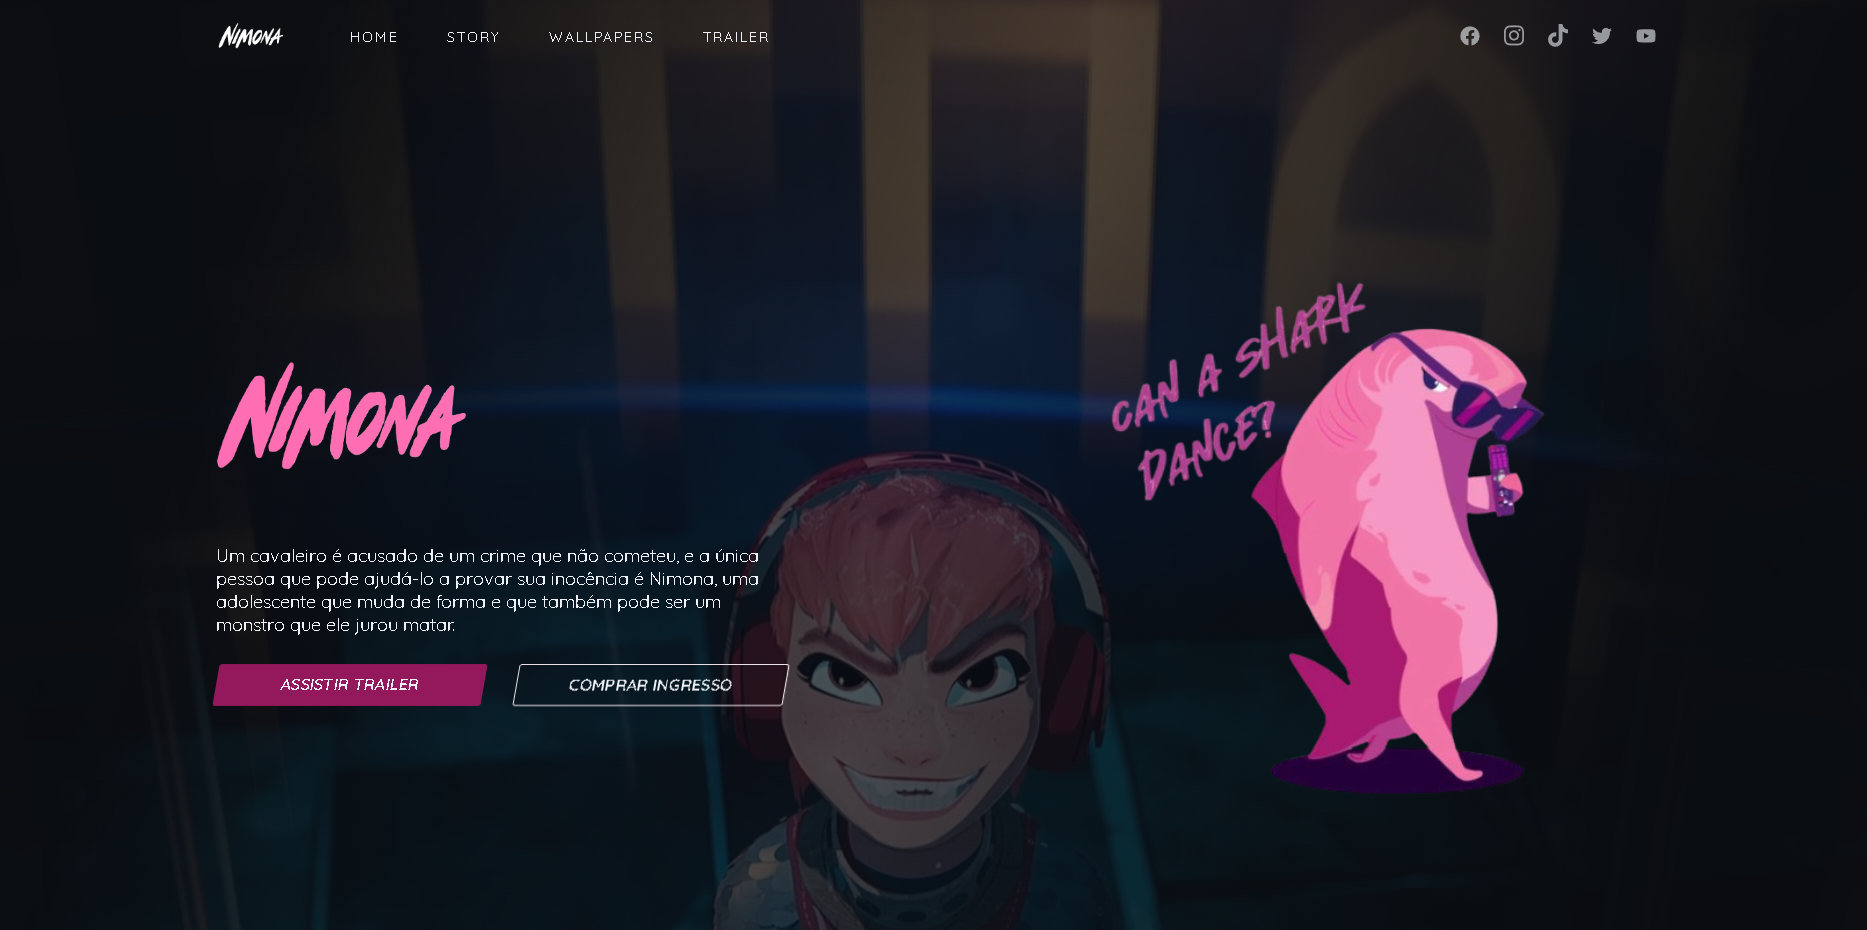 NIMONA
HOME
STORY
WALLPAPERS
TRAILER
CAN A SHARK
DANCE?
NIMONA
Um cavaleiro é acusado de um crime que não cometeu, e a única
pessoa que pode ajudá-lo a provar sua inocência é Nimona, uma
adolescente que muda de forma e que também pode ser um
monstro que ele jurou matar.
ASSISTIR TRAILER
COMPRAR INGRESSO